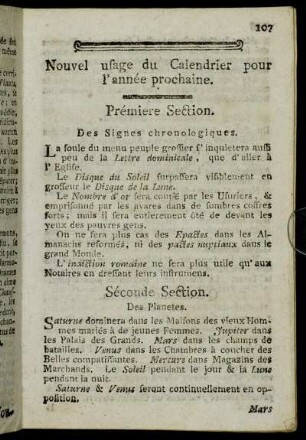 107
Nouvel usage du Calendrier pour
l'année prochaine.
Prémiere Section.
Des Signes chronologiques.
La foule du menu peuple grossier s'inquietera aussi
peu de la Lettre dominicale, que d'aller à
l'Eglise.
Le Disque du Soleil surpassera visiblement en
grosseur le Disque de la Lune.
Le Nombre d'or sera compté par les Usuriers, &
emprisonné par les avares dans de sombres coffres
forts; mais il sera entierement ôté de devant les
yeux des pauvres gens.
On ne fera plus cas des Epactes dans les Al-
manachs reformés, ni des pactes nuptiaux dans le
grand Monde.
L'indiction romaine ne sera plus utile qu'aux
Notaires en dressant leurs instrumens.
Séconde Section.
Des Planetes.
Saturne dominera dans les Maisons des vieux Hom-
mes mariés à de jeunes Femmes. Jupiter dans
les Palais des Grands. Mars dans les champs de
batailles. Venus dans les Chambres à coucher des
Belles compatissantes. Mercure dans Magazins des
Marchands. Le Soleil pendant le jour & la Lune
pendant la nuit.
Saturne & Venus seront continuellement en op-
position.
Mars